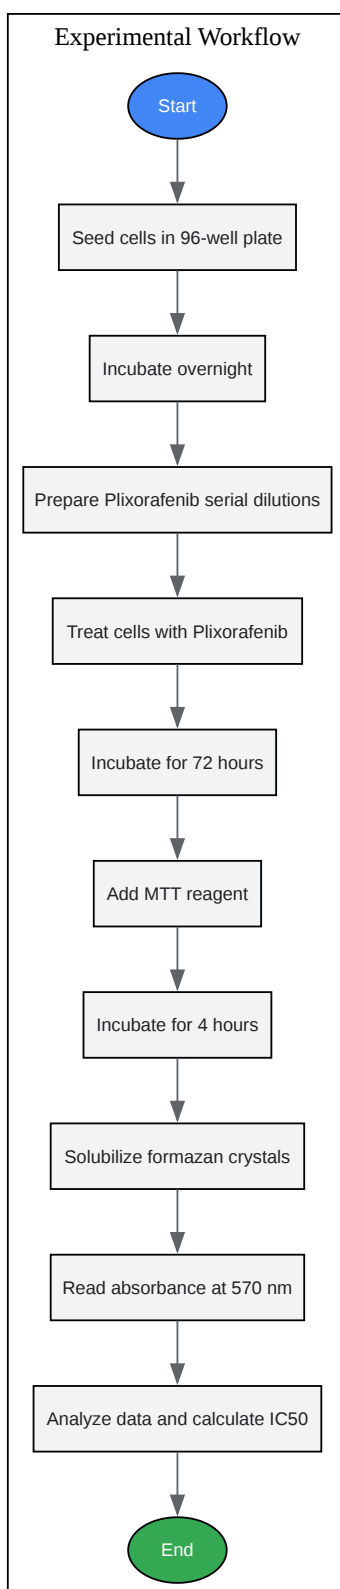 Experimental Workflow
Start
Seed cells in 96-well plate
Incubate overnight
Prepare Plixorafenib serial dilutions
Treat cells with Plixorafenib
Incubate for 72 hours
Add MTT reagent
Incubate for 4 hours
Solubilize formazan crystals
Read absorbance at 570 nm
Analyze data and calculate IC50
End